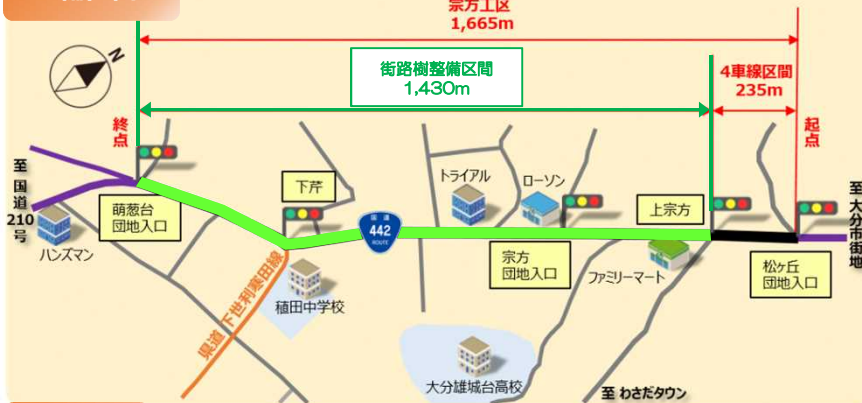 宗方工区
1,665m
街路樹整備区間
1,430m
4車線区間
235m
N
終点
起点
至 国道210号
至 大分市街地
萌葱台
団地入口
下芹
トライアル
ローソン
上宗方
ハンズマン
国道
442
ROUTE
宗方
団地入口
ファミリーマート
松ヶ丘
団地入口
県道 下世利寒田線
稙田中学校
大分雄城台高校
至 わさだタウン